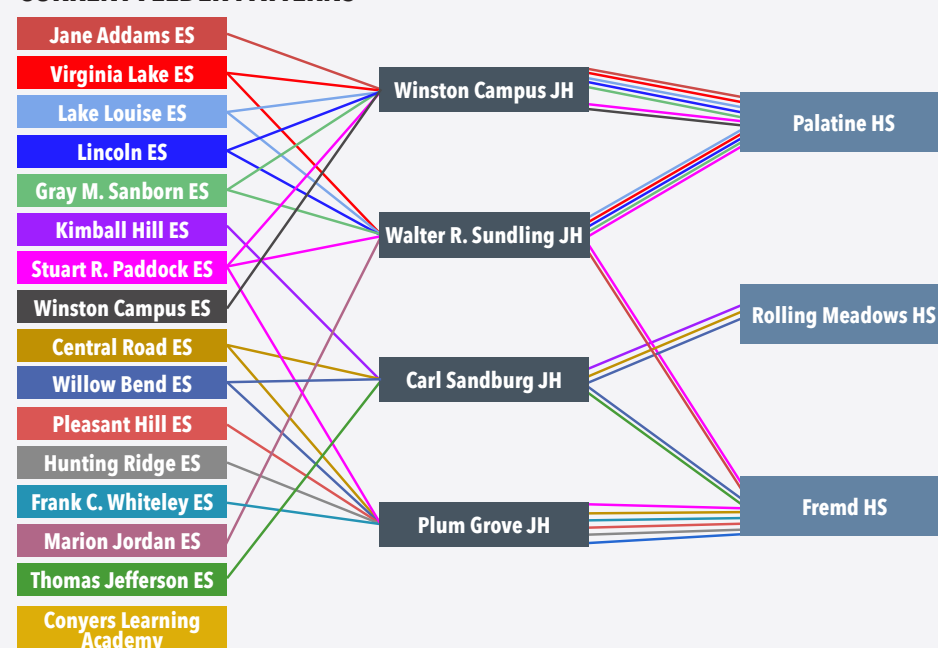 Jane Addams ES
Virginia Lake ES
Lake Louise ES
Lincoln ES
Gray M. Sanborn ES
Kimball Hill ES
Stuart R. Paddock ES
Winston Campus ES
Central Road ES
Willow Bend ES
Pleasant Hill ES
Hunting Ridge ES
Frank C. Whiteley ES
Marion Jordan ES
Thomas Jefferson ES
Conyers Learning
Academy
Winston Campus JH
Walter R. Sundling JH
Carl Sandburg JH
Plum Grove JH
Palatine HS
Rolling Meadows HS
Fremd HS